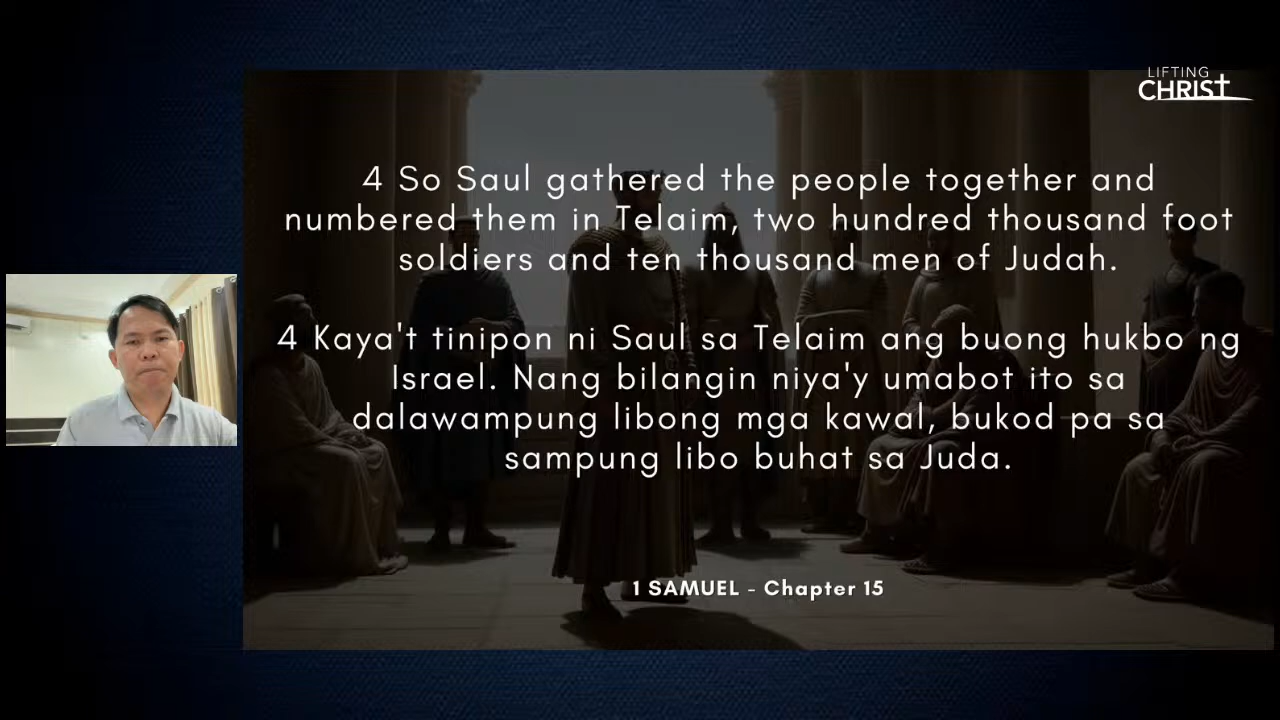 LIFTING
CHRIST
4 So Saul gathered the people together and
numbered them in Telaim, two hundred thousand foot
soldiers and ten thousand men of Judah.
4 Kaya't tinipon ni Saul sa Telaim ang buong hukbo ng
Israel. Nang bilangin niya'y umabot ito sa
dalawampung libong mga kawal, bukod pa sa
sampung libo buhat sa Juda.
1 SAMUEL - Chapter 15